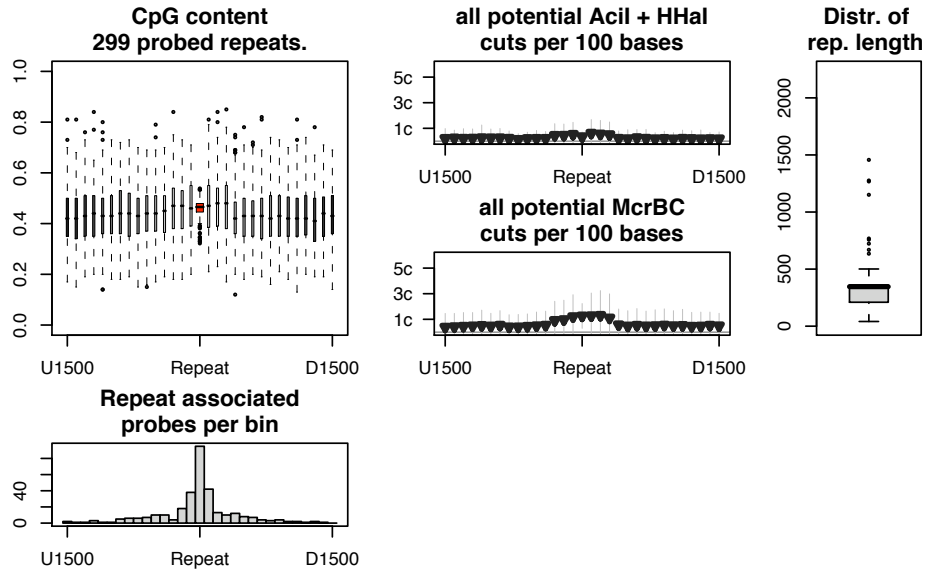 CpG content
299 probed repeats.
0.0
0.2
0.4
0.6
0.8
1.0
U1500
Repeat
D1500
all potential AciI + HHaI
cuts per 100 bases
5c
3c
1c
U1500
Repeat
D1500
all potential McrBC
cuts per 100 bases
5c
3c
1c
U1500
Repeat
D1500
Distr. of
rep. length
0
500
1000
1500
2000
Repeat associated
probes per bin
0
40
U1500
Repeat
D1500